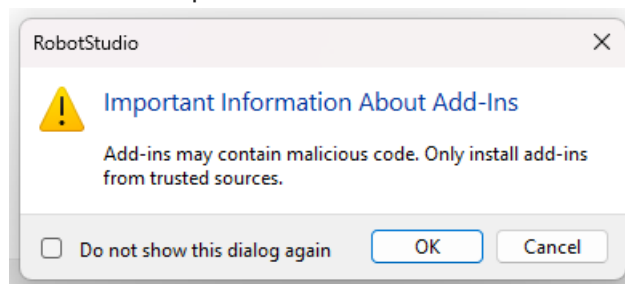 RobotStudio
Important Information About Add-Ins
Add-ins may contain malicious code. Only install add-ins
from trusted sources.
Do not show this dialog again
OK
Cancel